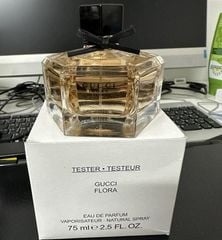 TESTER • TESTEUR
GUCCI
FLORA
EAU DE PARFUM
VAPORISATEUR - NATURAL SPRAY
75 ml e 2.5 FL. OZ.